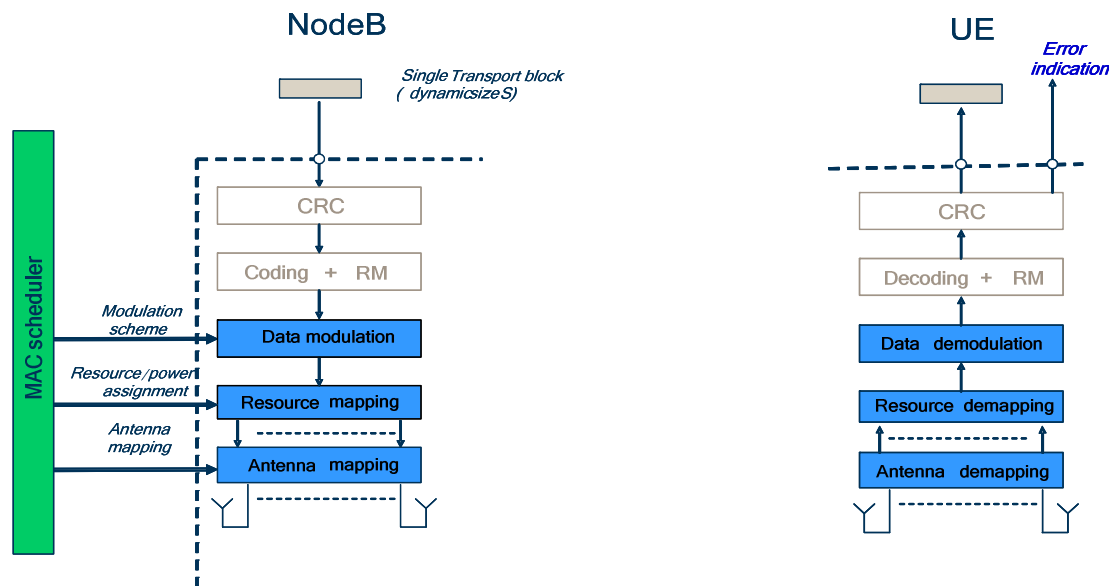 NodeB
Single Transport block
( dynamicsize S)
MAC scheduler
CRC
Coding + RM
Modulation
scheme
Data modulation
Resource/power
assignment
Resource mapping
Antenna
mapping
Antenna mapping
UE
Error
indication
CRC
Decoding + RM
Data demodulation
Resource demapping
Antenna demapping